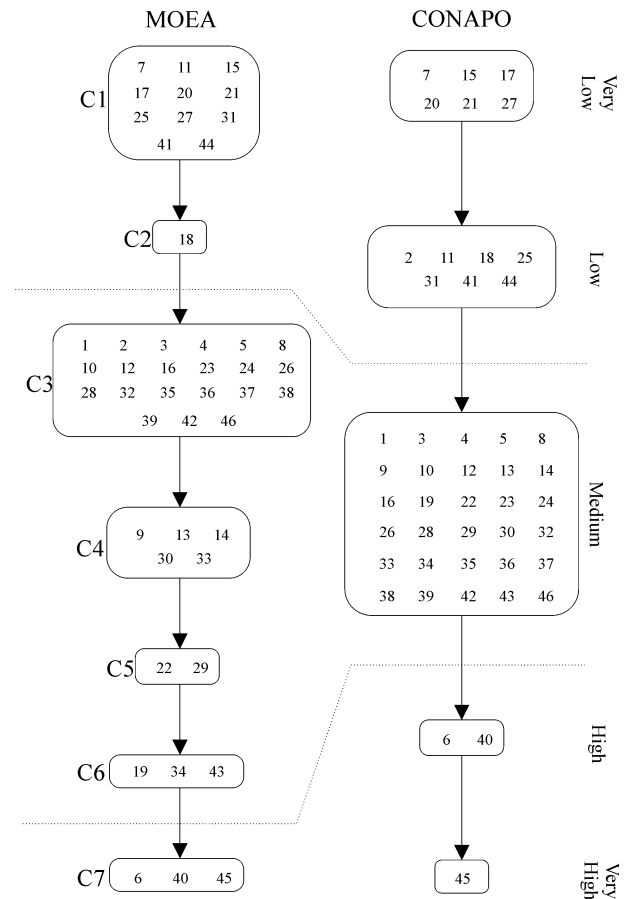 MOEA
C1
7 11 15
17 20 21
25 27 31
41 44
C2
18
C3
1 2 3 4 5 8
10 12 16 23 24 26
28 32 35 36 37 38
39 42 46
C4
9 13 14
30 33
C5
22 29
C6
19 34 43
C7
6 40 45
CONAPO
7 15 17
20 21 27
Very
Low
2 11 18 25
31 41 44
Low
1 3 4 5 8
9 10 12 13 14
16 19 22 23 24
26 28 29 30 32
33 34 35 36 37
38 39 42 43 46
Medium
6 40
High
45
Very
High